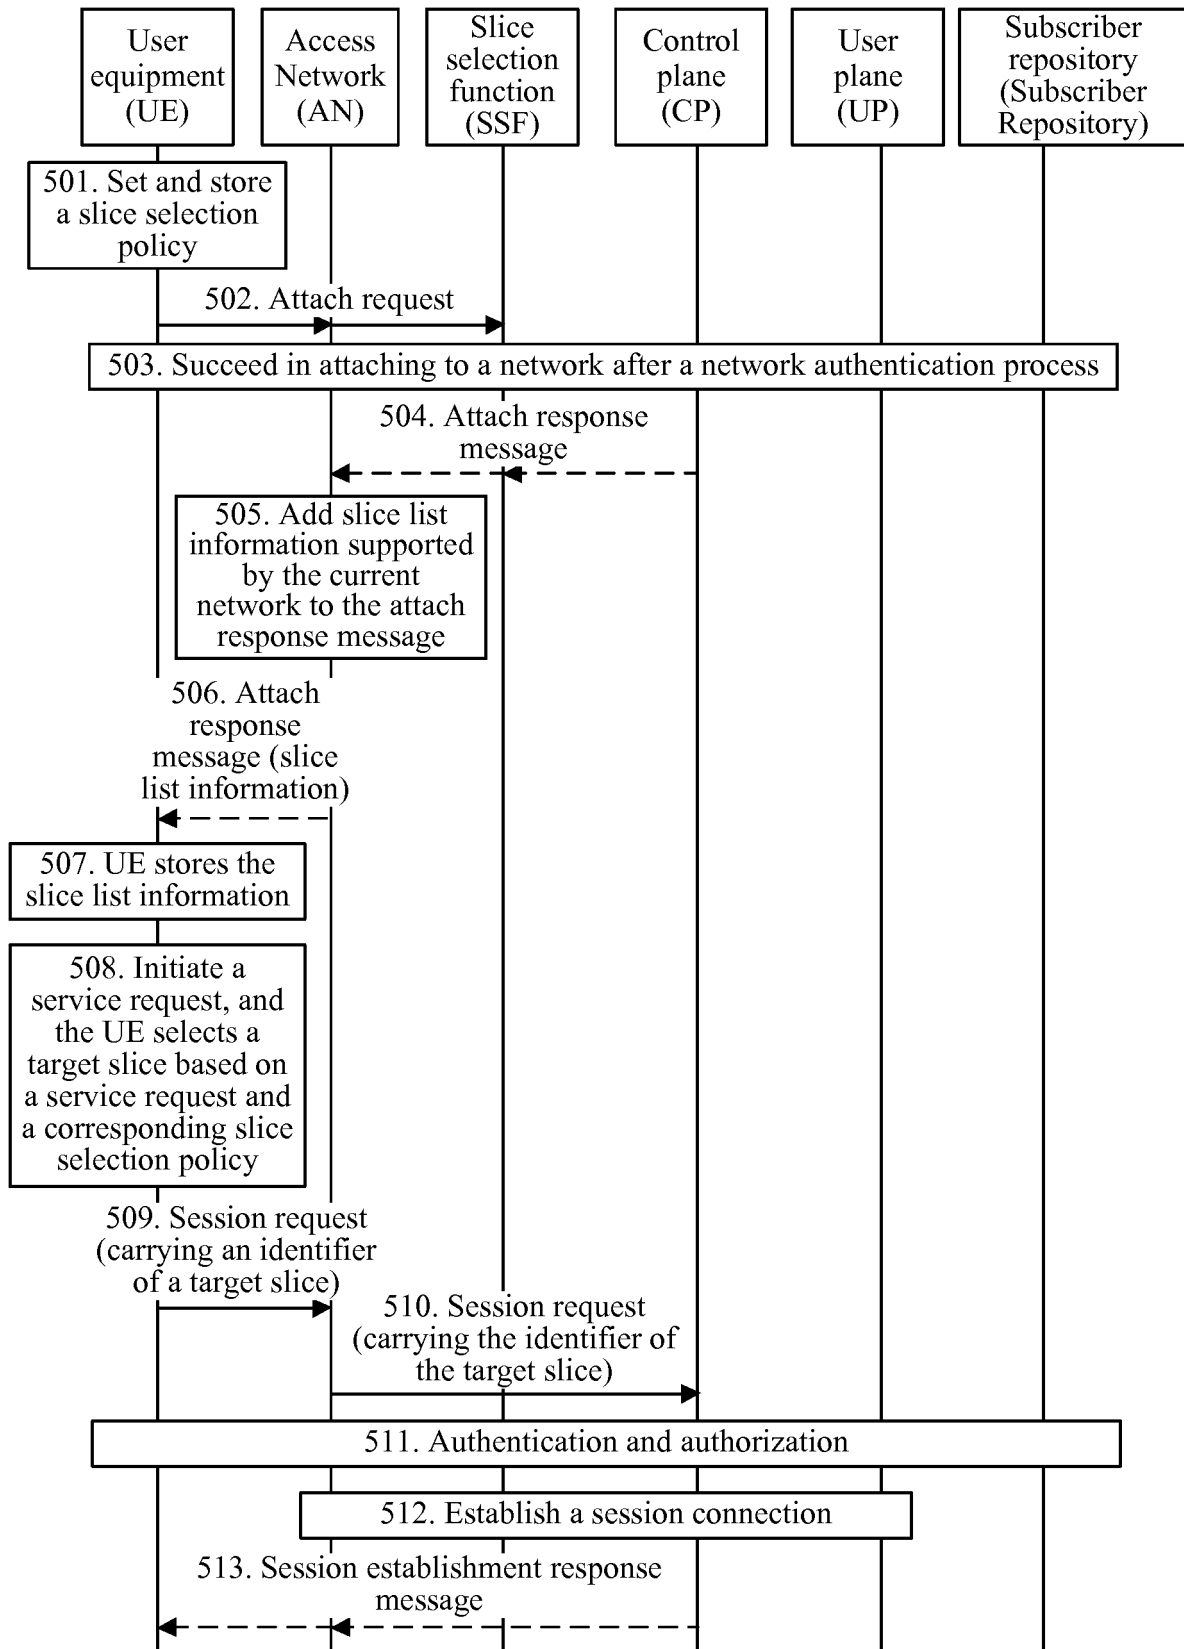 User
equipment
(UE)
Access
Network
(AN)
Slice
selection
function
(SSF)
Control
plane
(CP)
User
plane
(UP)
Subscriber
repository
(Subscriber
Repository)
501. Set and store
a slice selection
policy
502. Attach request
503. Succeed in attaching to a network after a network authentication process
504. Attach response
message
505. Add slice list
information supported
by the current
network to the attach
response message
506. Attach
response
message (slice
list information)
507. UE stores the
slice list information
508. Initiate a
service request, and
the UE selects a
target slice based on
a service request and
a corresponding slice
selection policy
509. Session request
(carrying an identifier
of a target slice)
510. Session request
(carrying the identifier of
the target slice)
511. Authentication and authorization
512. Establish a session connection
513. Session establishment response
message